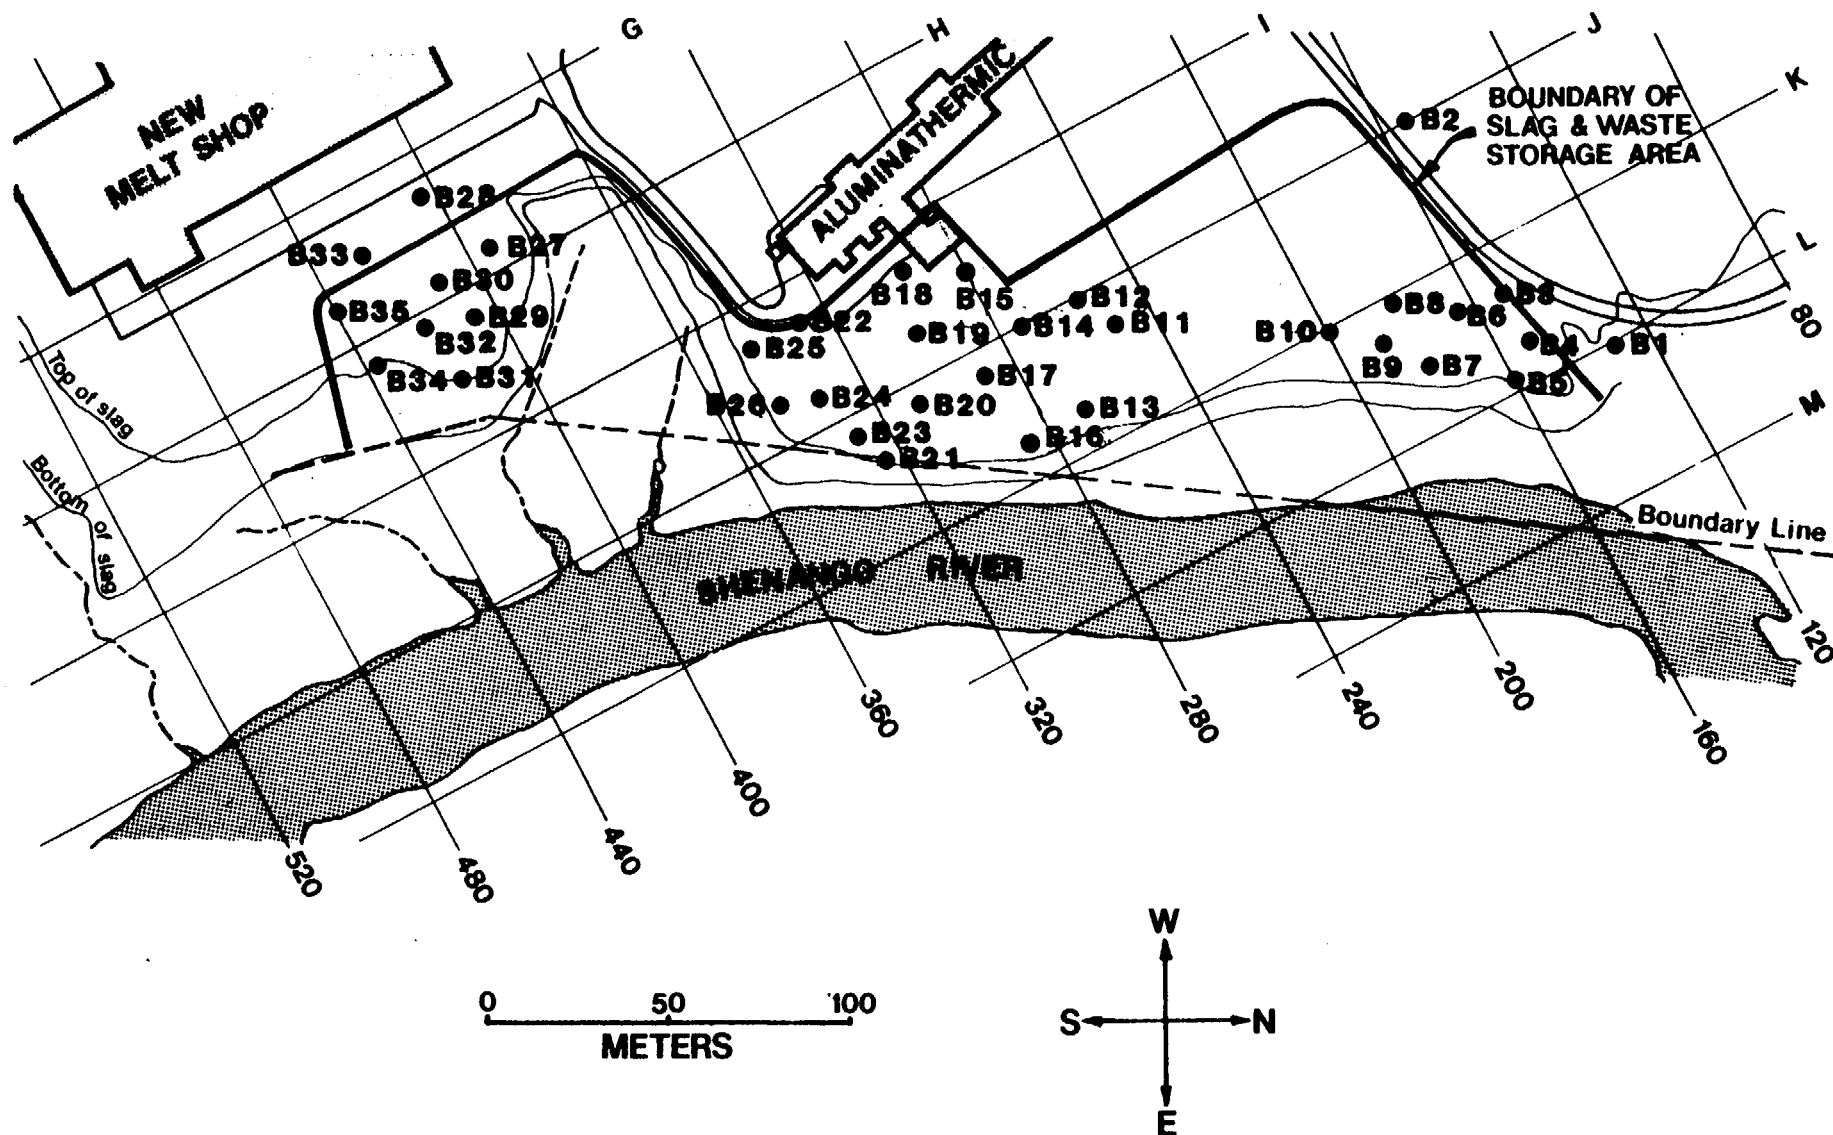 G
H
I
J
K
L
M
NEW
MELT SHOP
ALUMINATHERMIC
BOUNDARY OF
SLAG & WASTE
STORAGE AREA
B2
B28
B33
B27
B30
B35
B29
B32
B34
B31
B18
B15
B12
B22
B19
B14
B11
B25
B17
B26
B24
B20
B13
B23
B16
B21
B8
B3
B6
B10
B4
B1
B9
B7
B5
Top of slag
Bottom of slag
SHENANGO RIVER
Boundary Line
80
120
160
200
240
280
320
360
400
440
480
520
0 50 100
METERS
W
S N
E